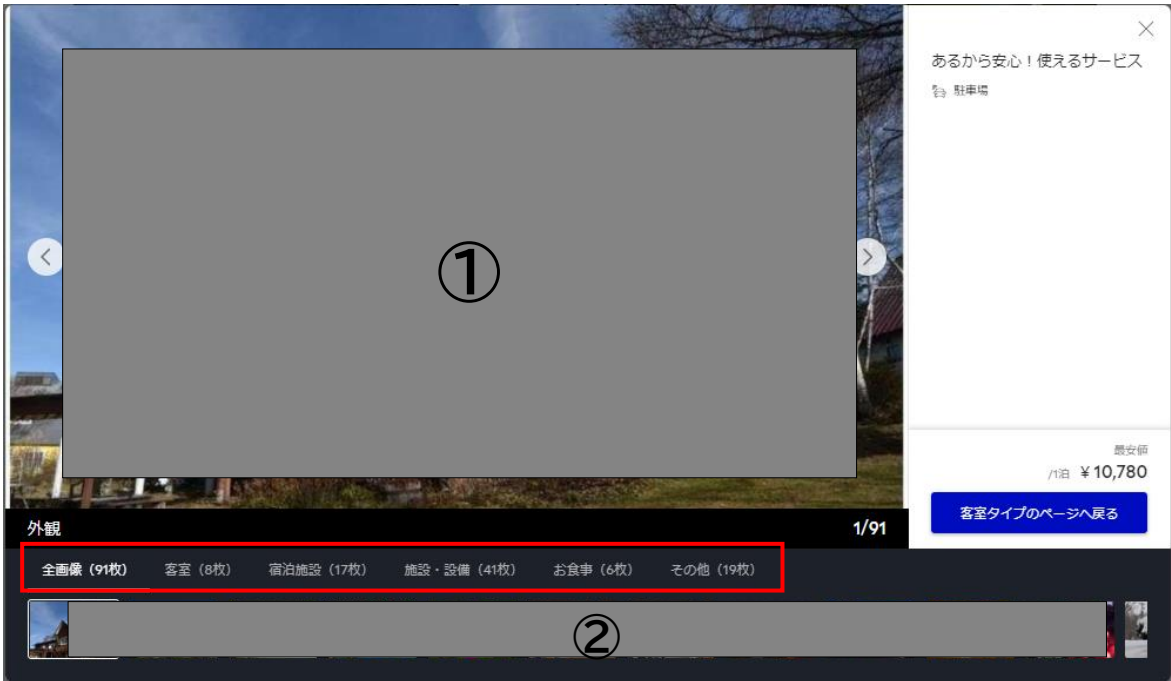 あるから安心！使えるサービス
駐車場
①
最安値
/1泊 ￥10,780
客室タイプのページへ戻る
外観 1/91
全画像（91枚） 客室（8枚） 宿泊施設（17枚） 施設・設備（41枚） お食事（6枚） その他（19枚）
②